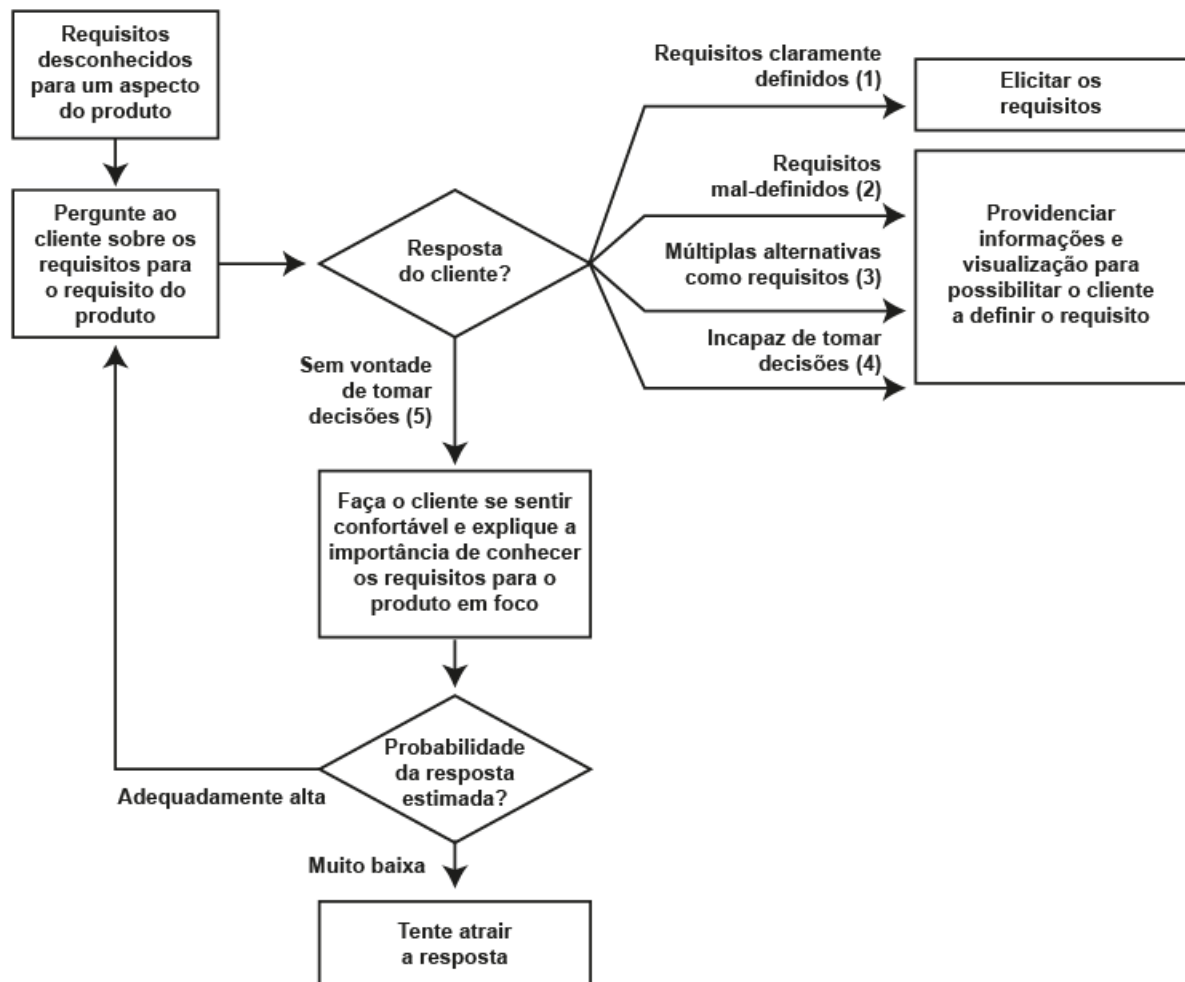 Requisitos
desconhecidos
para um aspecto
do produto
Pergunte ao
cliente sobre os
requisitos para
o requisito do
produto
Resposta
do cliente?
Requisitos claramente
definidos (1)
Elicitar os
requisitos
Requisitos
mal-definidos (2)
Múltiplas alternativas
como requisitos (3)
Incapaz de tomar
decisões (4)
Providenciar
informações e
visualização para
possibilitar o cliente
a definir o requisito
Sem vontade
de tomar
decisões (5)
Faça o cliente se sentir
confortável e explique a
importância de conhecer
os requisitos para o
produto em foco
Probabilidade
da resposta
estimada?
Adequadamente alta
Muito baixa
Tente atrair
a resposta